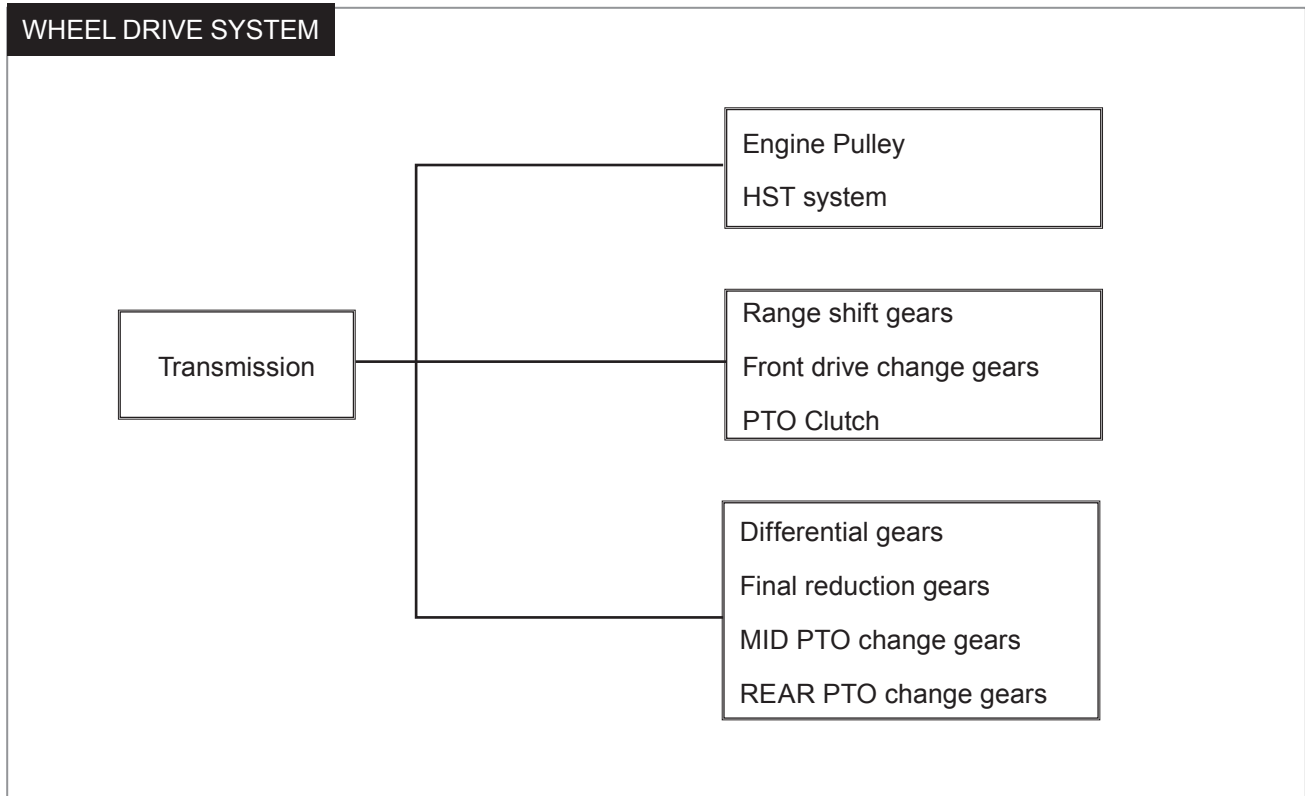 WHEEL DRIVE SYSTEM
Engine Pulley
HST system
Transmission
Range shift gears
Front drive change gears
PTO Clutch
Differential gears
Final reduction gears
MID PTO change gears
REAR PTO change gears